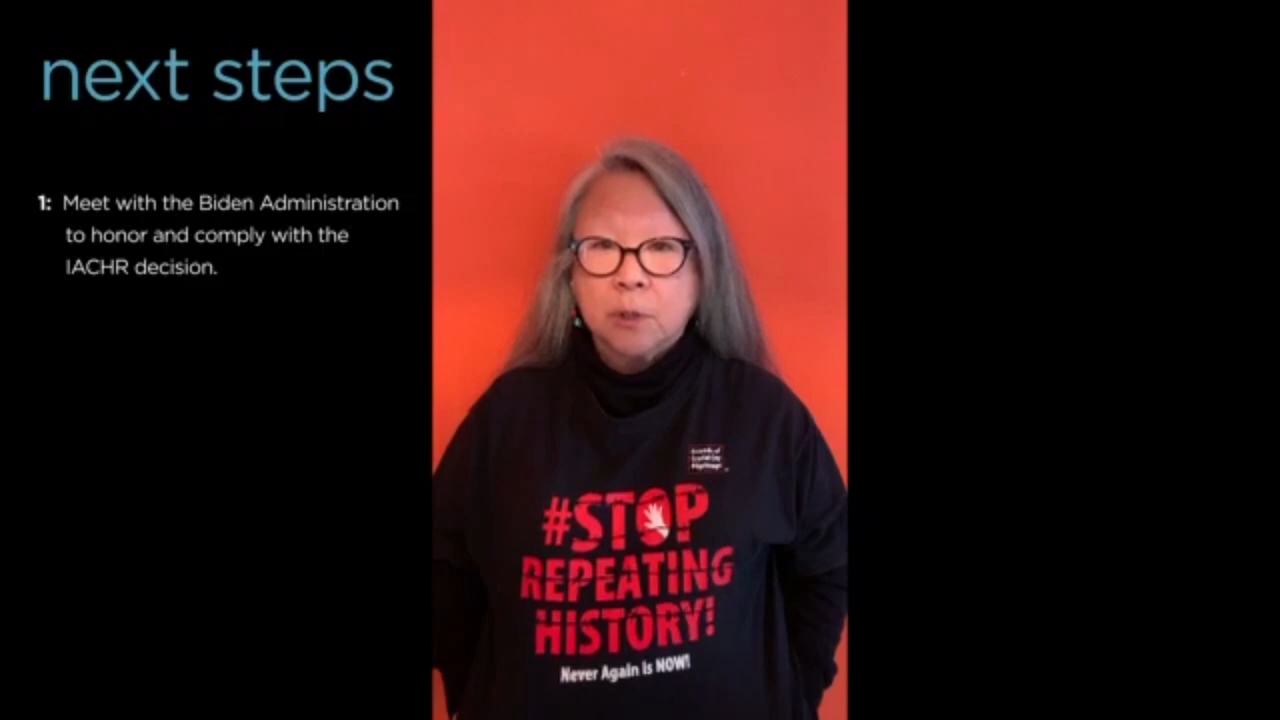 next steps
1: Meet with the Biden Administration
to honor and comply with the
IACHR decision.
#STOP
REPEATING
HISTORY!
Never Again is NOW!